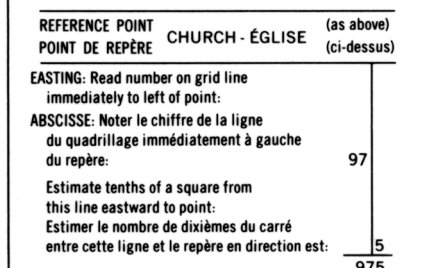 REFERENCE POINT CHURCH - ÉGLISE (as above)
POINT DE REPÈRE (ci-dessus)
EASTING: Read number on grid line
immediately to left of point:
ABSCISSE: Noter le chiffre de la ligne
du quadrillage immédiatement à gauche
du repère: 97
Estimate tenths of a square from
this line eastward to point:
Estimer le nombre de dixièmes du carré
entre cette ligne et le repère en direction est: 5
975